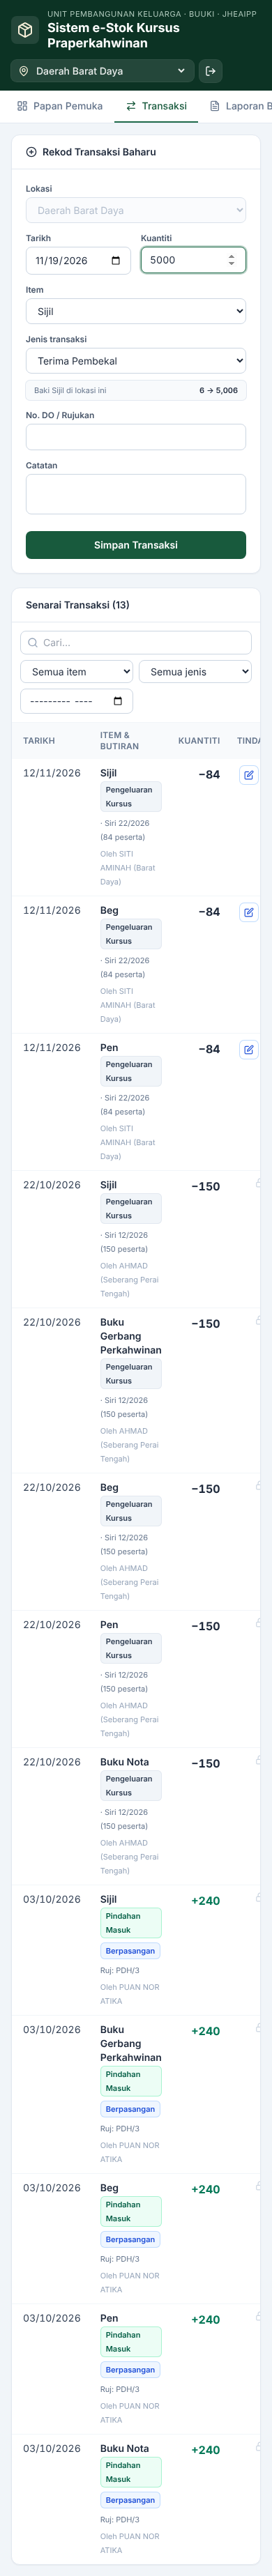 UNIT PEMBANGUNAN KELUARGA · BUUKI · JHEAIPP
Sistem e-Stok Kursus
Praperkahwinan
Daerah Barat Daya
Papan Pemuka
Transaksi
Laporan B
Rekod Transaksi Baharu
Lokasi
Daerah Barat Daya
Tarikh
Kuantiti
11/19/2026
5000
Item
Sijil
Jenis transaksi
Terima Pembekal
Baki Sijil di lokasi ini
6 → 5,006
No. DO / Rujukan
Catatan
Simpan Transaksi
Senarai Transaksi (13)
Cari...
Semua item
Semua jenis
--------- ----
TARIKH
ITEM &
BUTIRAN
KUANTITI
TINDA
12/11/2026
Sijil
−84
Pengeluaran
Kursus
· Siri 22/2026
(84 peserta)
Oleh SITI
AMINAH (Barat
Daya)
12/11/2026
Beg
−84
Pengeluaran
Kursus
· Siri 22/2026
(84 peserta)
Oleh SITI
AMINAH (Barat
Daya)
12/11/2026
Pen
−84
Pengeluaran
Kursus
· Siri 22/2026
(84 peserta)
Oleh SITI
AMINAH (Barat
Daya)
22/10/2026
Sijil
−150
Pengeluaran
Kursus
· Siri 12/2026
(150 peserta)
Oleh AHMAD
(Seberang Perai
Tengah)
22/10/2026
Buku
Gerbang
Perkahwinan
−150
Pengeluaran
Kursus
· Siri 12/2026
(150 peserta)
Oleh AHMAD
(Seberang Perai
Tengah)
22/10/2026
Beg
−150
Pengeluaran
Kursus
· Siri 12/2026
(150 peserta)
Oleh AHMAD
(Seberang Perai
Tengah)
22/10/2026
Pen
−150
Pengeluaran
Kursus
· Siri 12/2026
(150 peserta)
Oleh AHMAD
(Seberang Perai
Tengah)
22/10/2026
Buku Nota
−150
Pengeluaran
Kursus
· Siri 12/2026
(150 peserta)
Oleh AHMAD
(Seberang Perai
Tengah)
03/10/2026
Sijil
+240
Pindahan
Masuk
Berpasangan
Ruj: PDH/3
Oleh PUAN NOR
ATIKA
03/10/2026
Buku
Gerbang
Perkahwinan
+240
Pindahan
Masuk
Berpasangan
Ruj: PDH/3
Oleh PUAN NOR
ATIKA
03/10/2026
Beg
+240
Pindahan
Masuk
Berpasangan
Ruj: PDH/3
Oleh PUAN NOR
ATIKA
03/10/2026
Pen
+240
Pindahan
Masuk
Berpasangan
Ruj: PDH/3
Oleh PUAN NOR
ATIKA
03/10/2026
Buku Nota
+240
Pindahan
Masuk
Berpasangan
Ruj: PDH/3
Oleh PUAN NOR
ATIKA